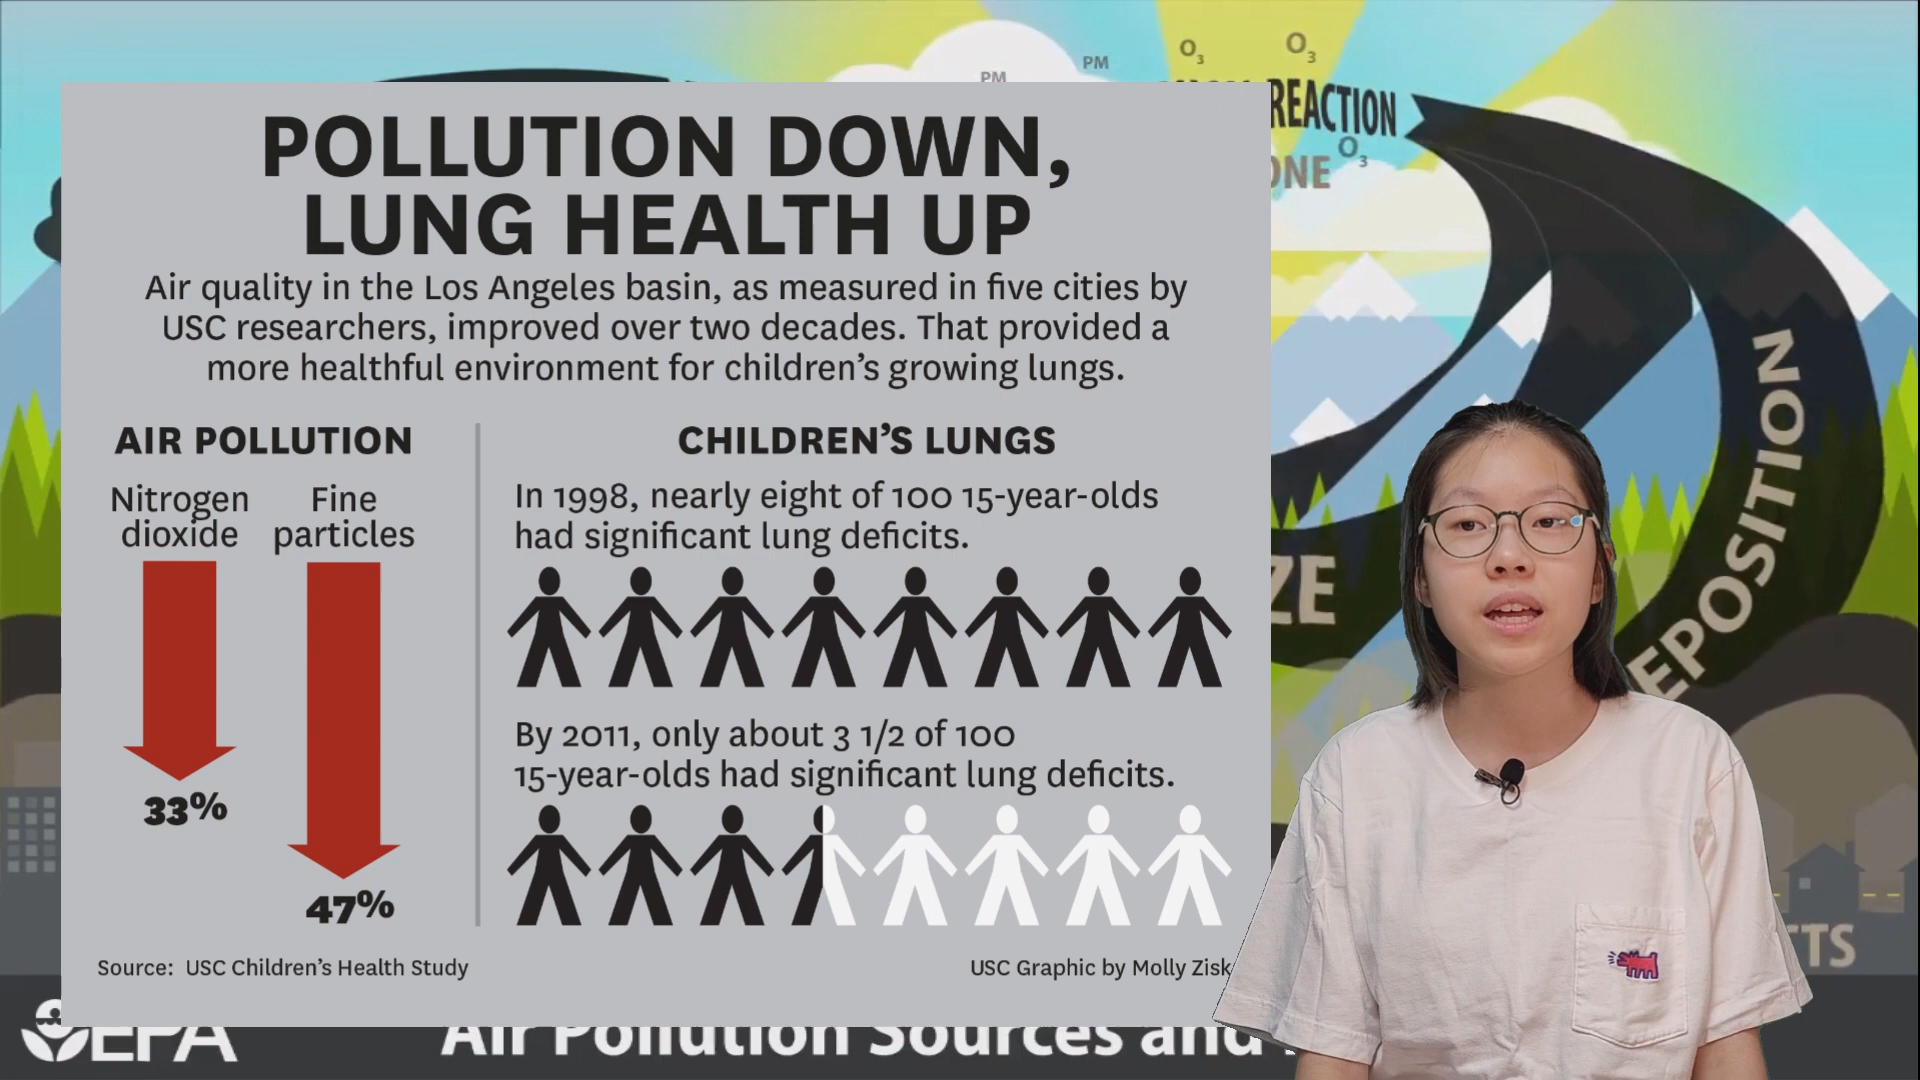 O3
O3
PM
PM
REACTION
O3
POLLUTION DOWN,
LUNG HEALTH UP
Air quality in the Los Angeles basin, as measured in five cities by
USC researchers, improved over two decades. That provided a
more healthful environment for children's growing lungs.
AIR POLLUTION
Nitrogen
dioxide
Fine
particles
33%
47%
CHILDREN'S LUNGS
In 1998, nearly eight of 100 15-year-olds
had significant lung deficits.
By 2011, only about 3 1/2 of 100
15-year-olds had significant lung deficits.
Source: USC Children's Health Study
USC Graphic by Molly Zisk
EPOSITION
EPA
Air Pollution Sources and